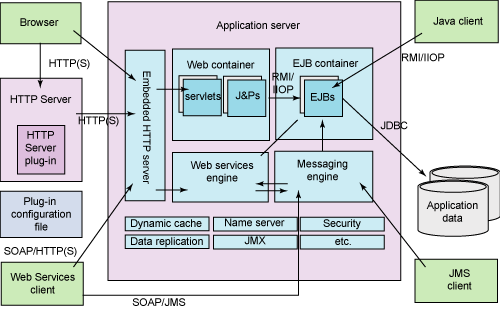 Browser
Application server
Java client
HTTP(S)
Web container
EJB container
RMI/IIOP
HTTP Server
Embedded HTTP server
servlets
J&Ps
RMI/
IIOP
EJBs
HTTP(S)
JDBC
HTTP
Server
plug-in
Web services
engine
Messaging
engine
Plug-in
configuration
file
Application
data
Dynamic cache
Name server
Security
Data replication
JMX
etc.
SOAP/HTTP(S)
Web Services
client
SOAP/JMS
JMS
client